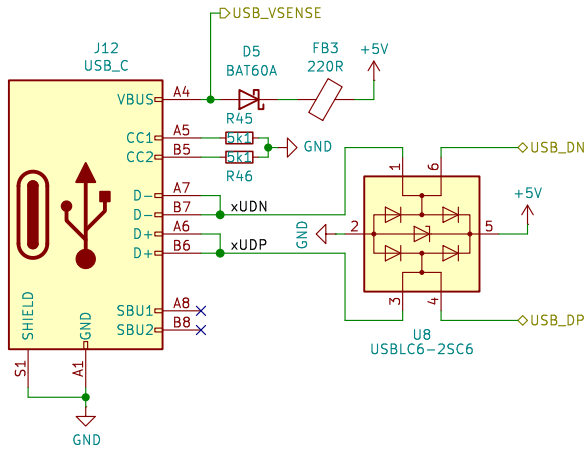 USB_VSENSE
J12
USB_C
D5
BAT60A
FB3
220R
+5V
VBUS
A4
R45
CC1
A5
5k1
GND
CC2
B5
5k1
R46
D-
A7
D-
B7
xUDN
D+
A6
D+
B6
xUDP
SBU1
A8
SBU2
B8
SHIELD
GND
S1
A1
GND
1
6
USB_DN
+5V
GND
2
5
3
4
USB_DP
U8
USBLC6-2SC6